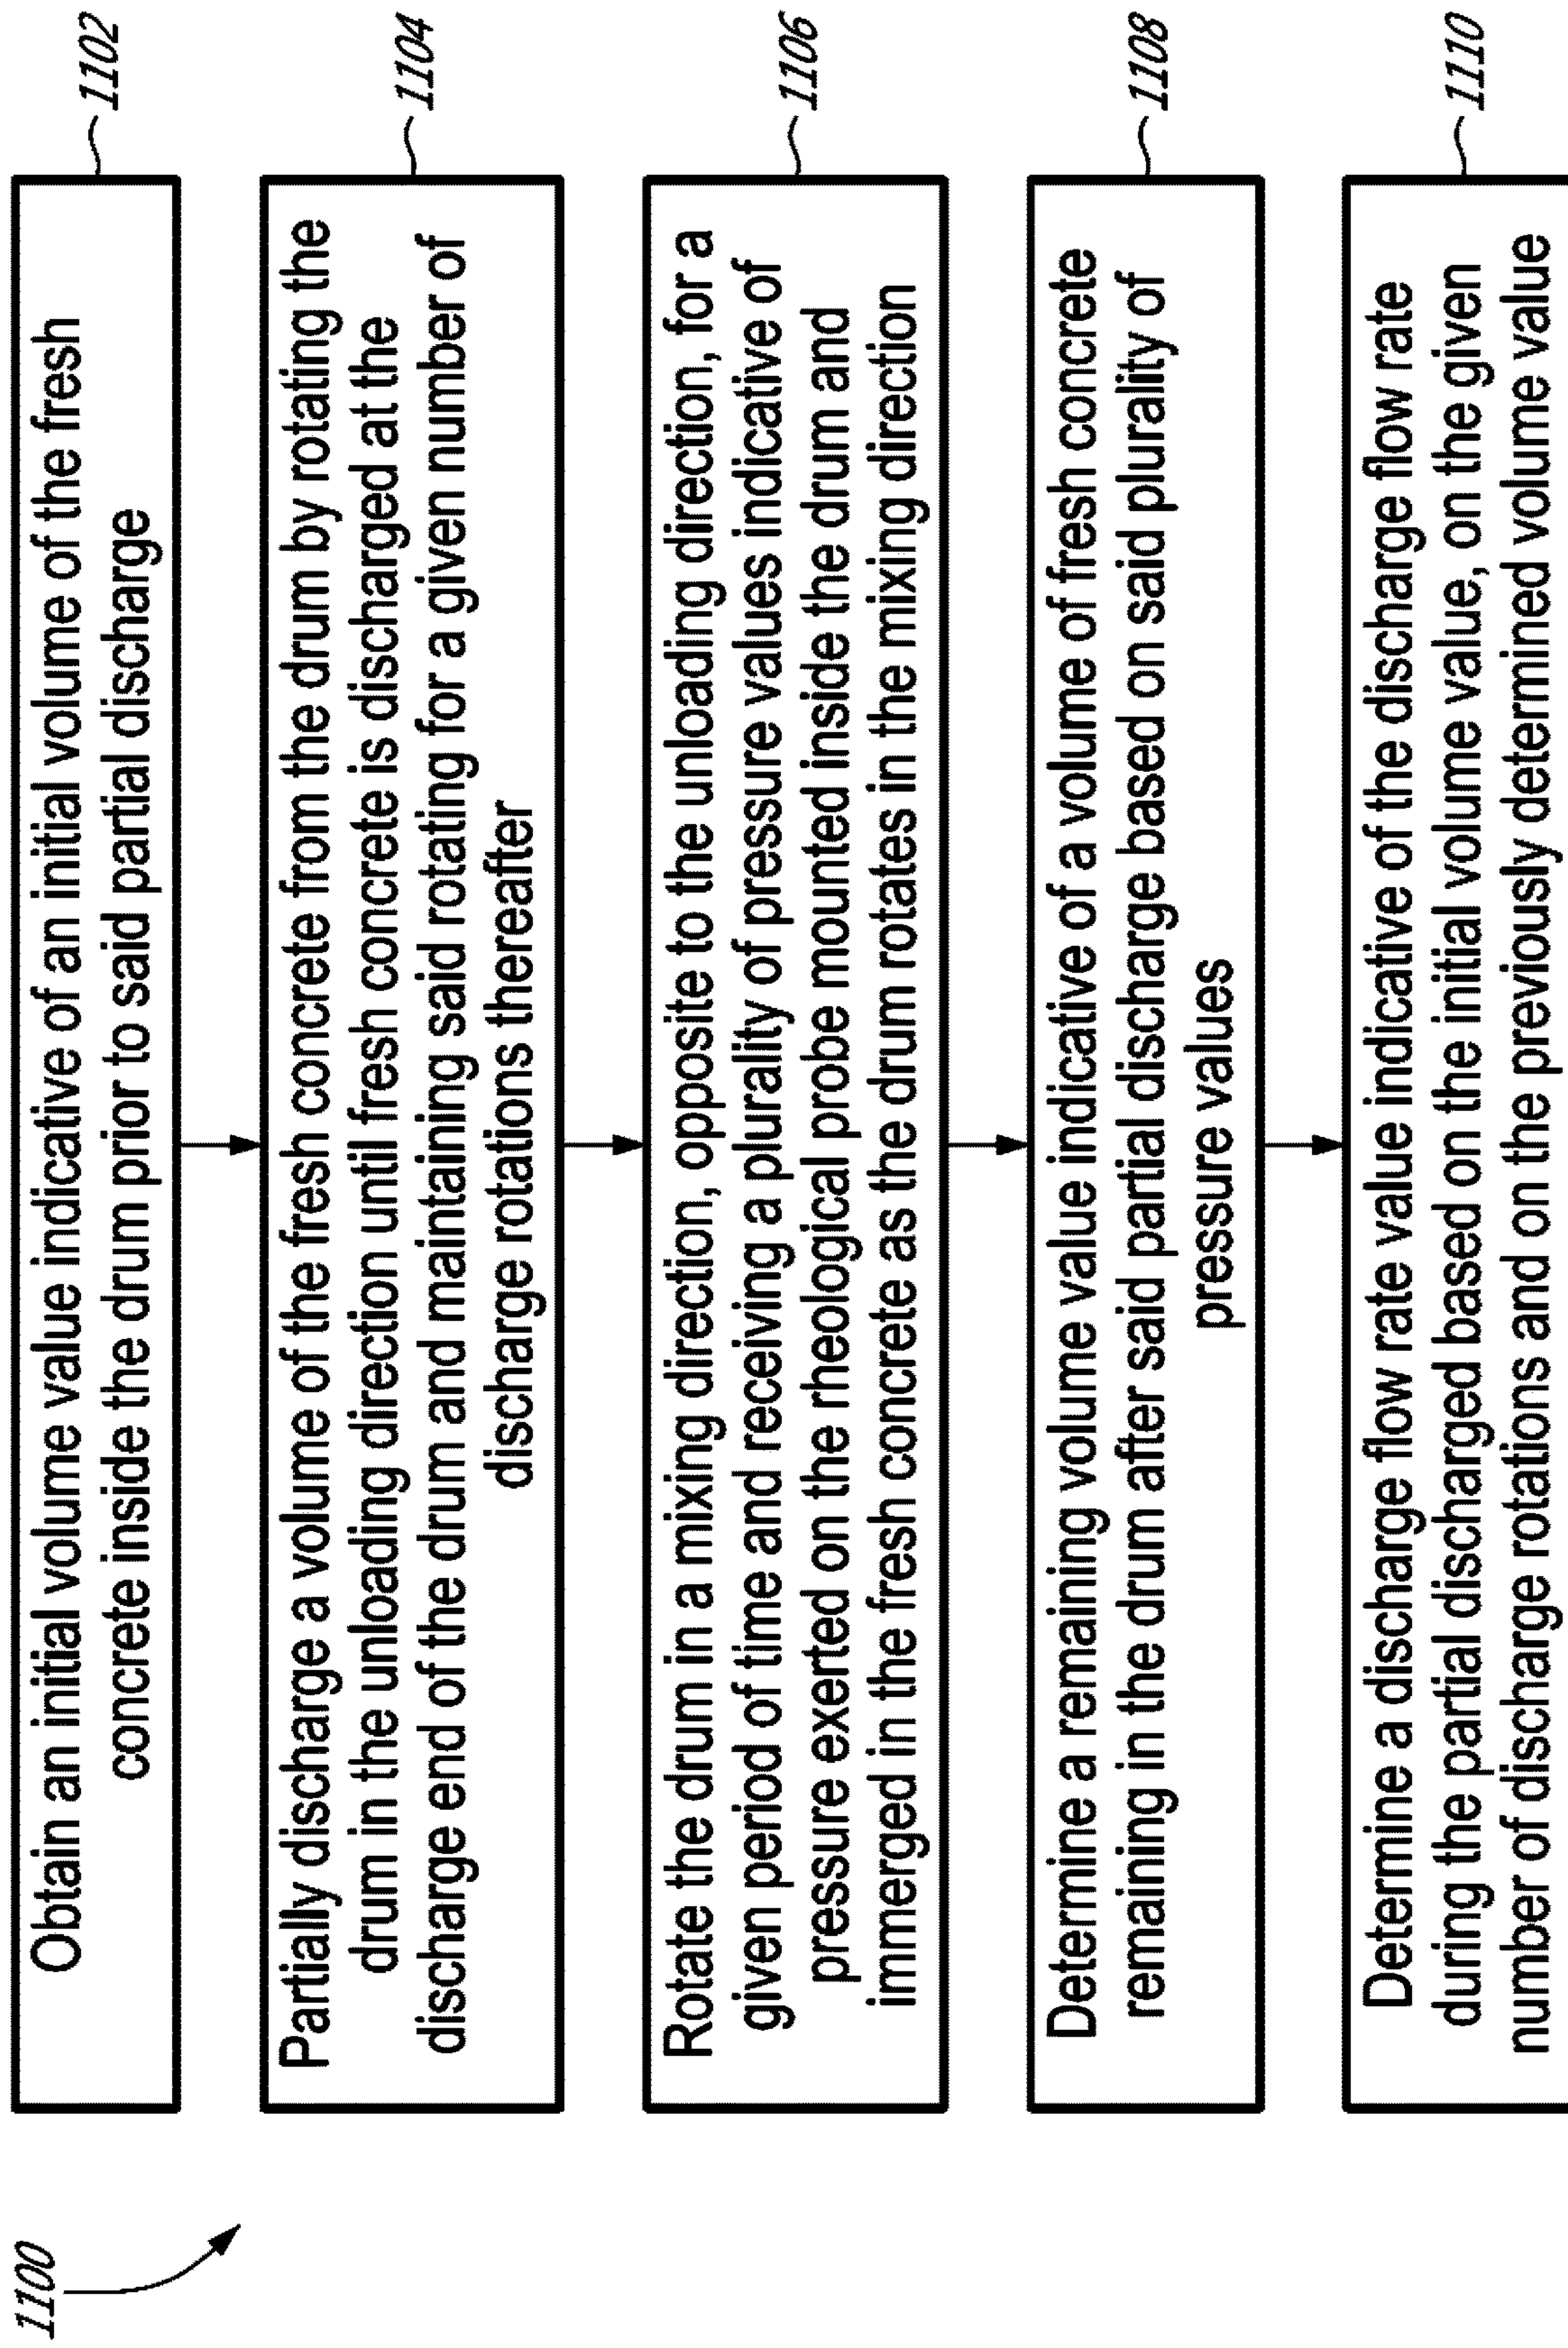 1100
Obtain an initial volume value indicative of an initial volume of the fresh
concrete inside the drum prior to said partial discharge
1102
Partially discharge a volume of the fresh concrete from the drum by rotating the
drum in the unloading direction until fresh concrete is discharged at the
discharge end of the drum and maintaining said rotating for a given number of
discharge rotations thereafter
1104
Rotate the drum in a mixing direction, opposite to the unloading direction, for a
given period of time and receiving a plurality of pressure values indicative of
pressure exerted on the rheological probe mounted inside the drum and
immerged in the fresh concrete as the drum rotates in the mixing direction
1106
Determine a remaining volume value indicative of a volume of fresh concrete
remaining in the drum after said partial discharge based on said plurality of
pressure values
1108
Determine a discharge flow rate value indicative of the discharge flow rate
during the partial discharged based on the initial volume value, on the given
number of discharge rotations and on the previously determined volume value
1110